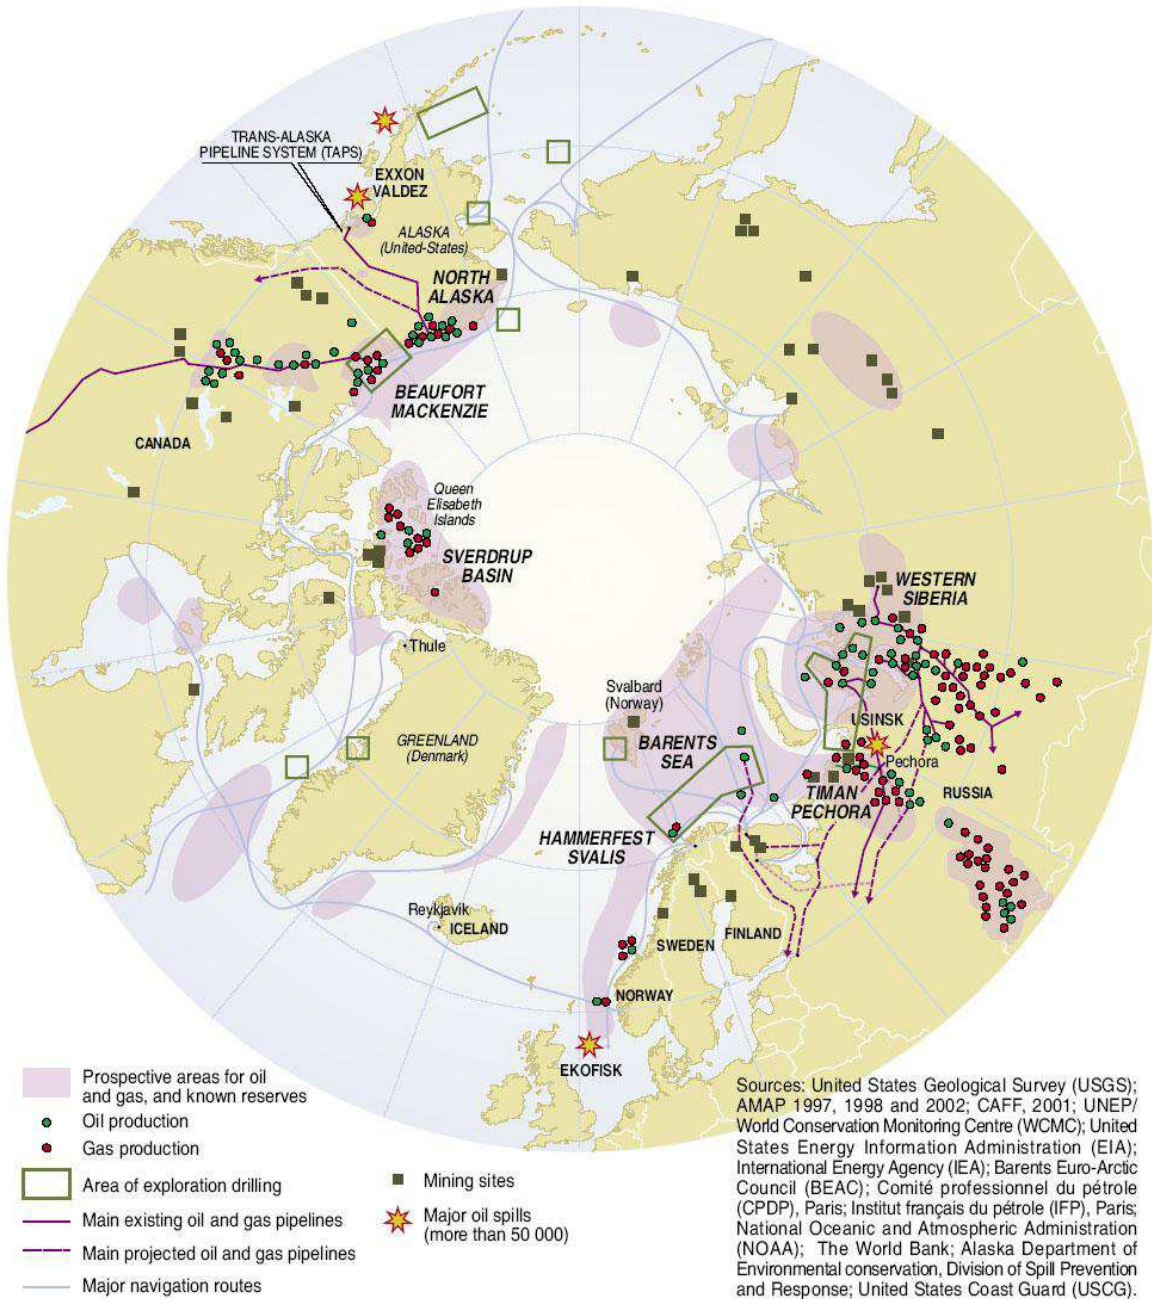 TRANS-ALASKA
PIPELINE SYSTEM (TAPS)
EXXON
VALDEZ
ALASKA
(United-States)
NORTH
ALASKA
BEAUFORT
MACKENZIE
CANADA
Queen
Elisabeth
Islands
SVERDRUP
BASIN
WESTERN
SIBERIA
Thule
Svalbard
(Norway)
BARENTS
SEA
USINSK
Pechora
GREENLAND
(Denmark)
TIMAN
PECHORA
RUSSIA
HAMMERFEST
SVALIS
Reykjavik
ICELAND
SWEDEN
FINLAND
NORWAY
EKOFISK
Prospective areas for oil
and gas, and known reserves
Oil production
Gas production
Area of exploration drilling
Main existing oil and gas pipelines
Main projected oil and gas pipelines
Major navigation routes
Mining sites
Major oil spills
(more than 50 000)
Sources: United States Geological Survey (USGS);
AMAP 1997, 1998 and 2002; CAFF, 2001; UNEP/
World Conservation Monitoring Centre (WCMC); United
States Energy Information Administration (EIA);
International Energy Agency (IEA); Barents Euro-Arctic
Council (BEAC); Comité professionnel du pétrole
(CPDP), Paris; Institut français du pétrole (IFP), Paris;
National Oceanic and Atmospheric Administration
(NOAA); The World Bank; Alaska Department of
Environmental conservation, Division of Spill Prevention
and Response; United States Coast Guard (USCG).